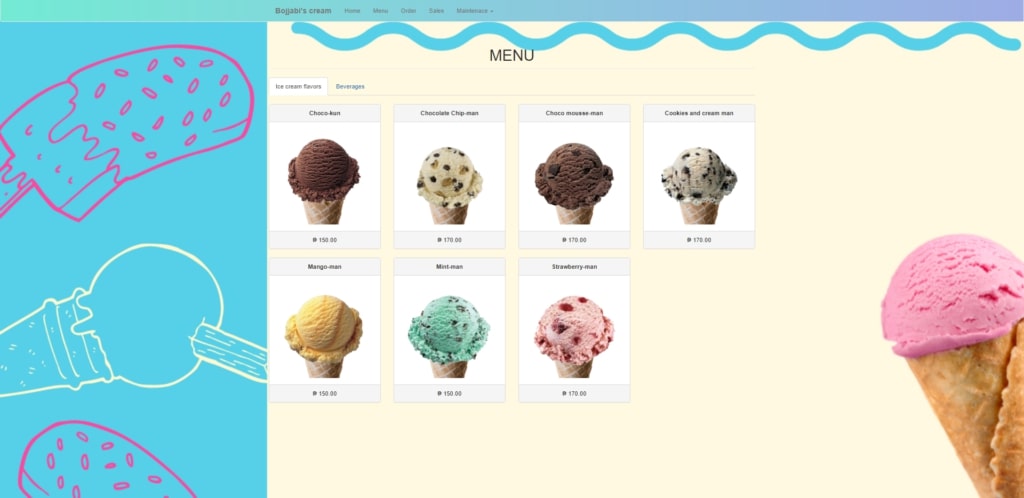 Bojjabi's cream Home Menu Order Sales Maintenace
MENU
Ice cream flavors Beverages
Choco-kun Chocolate Chip-man Choco mousse-man Cookies and cream man
₱ 150.00 ₱ 170.00 ₱ 170.00 ₱ 170.00
Mango-man Mint-man Strawberry-man
₱ 150.00 ₱ 150.00 ₱ 170.00